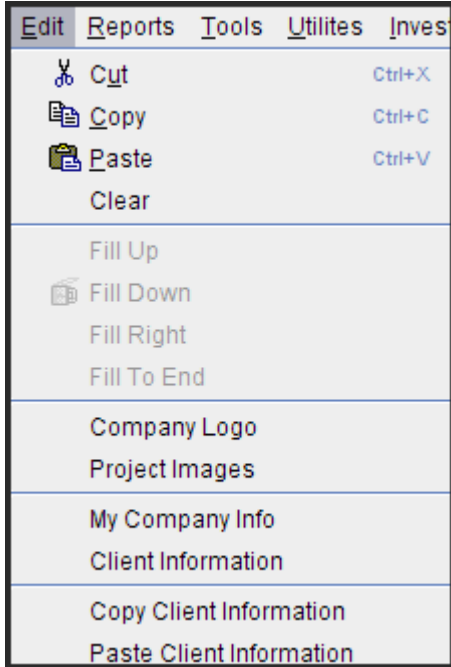 Edit Reports Tools Utilites Inves
Cut Ctrl+X
Copy Ctrl+C
Paste Ctrl+V
Clear
Fill Up
Fill Down
Fill Right
Fill To End
Company Logo
Project Images
My Company Info
Client Information
Copy Client Information
Paste Client Information